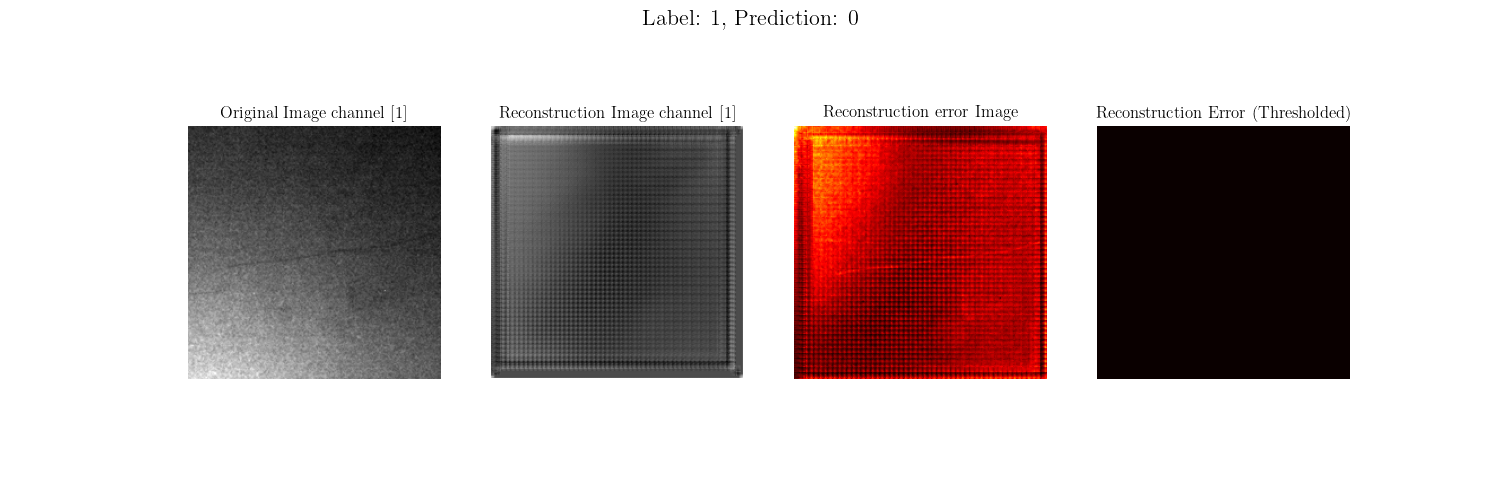 Label: 1, Prediction: 0
Original Image channel [1]
Reconstruction Image channel [1]
Reconstruction error Image
Reconstruction Error (Thresholded)